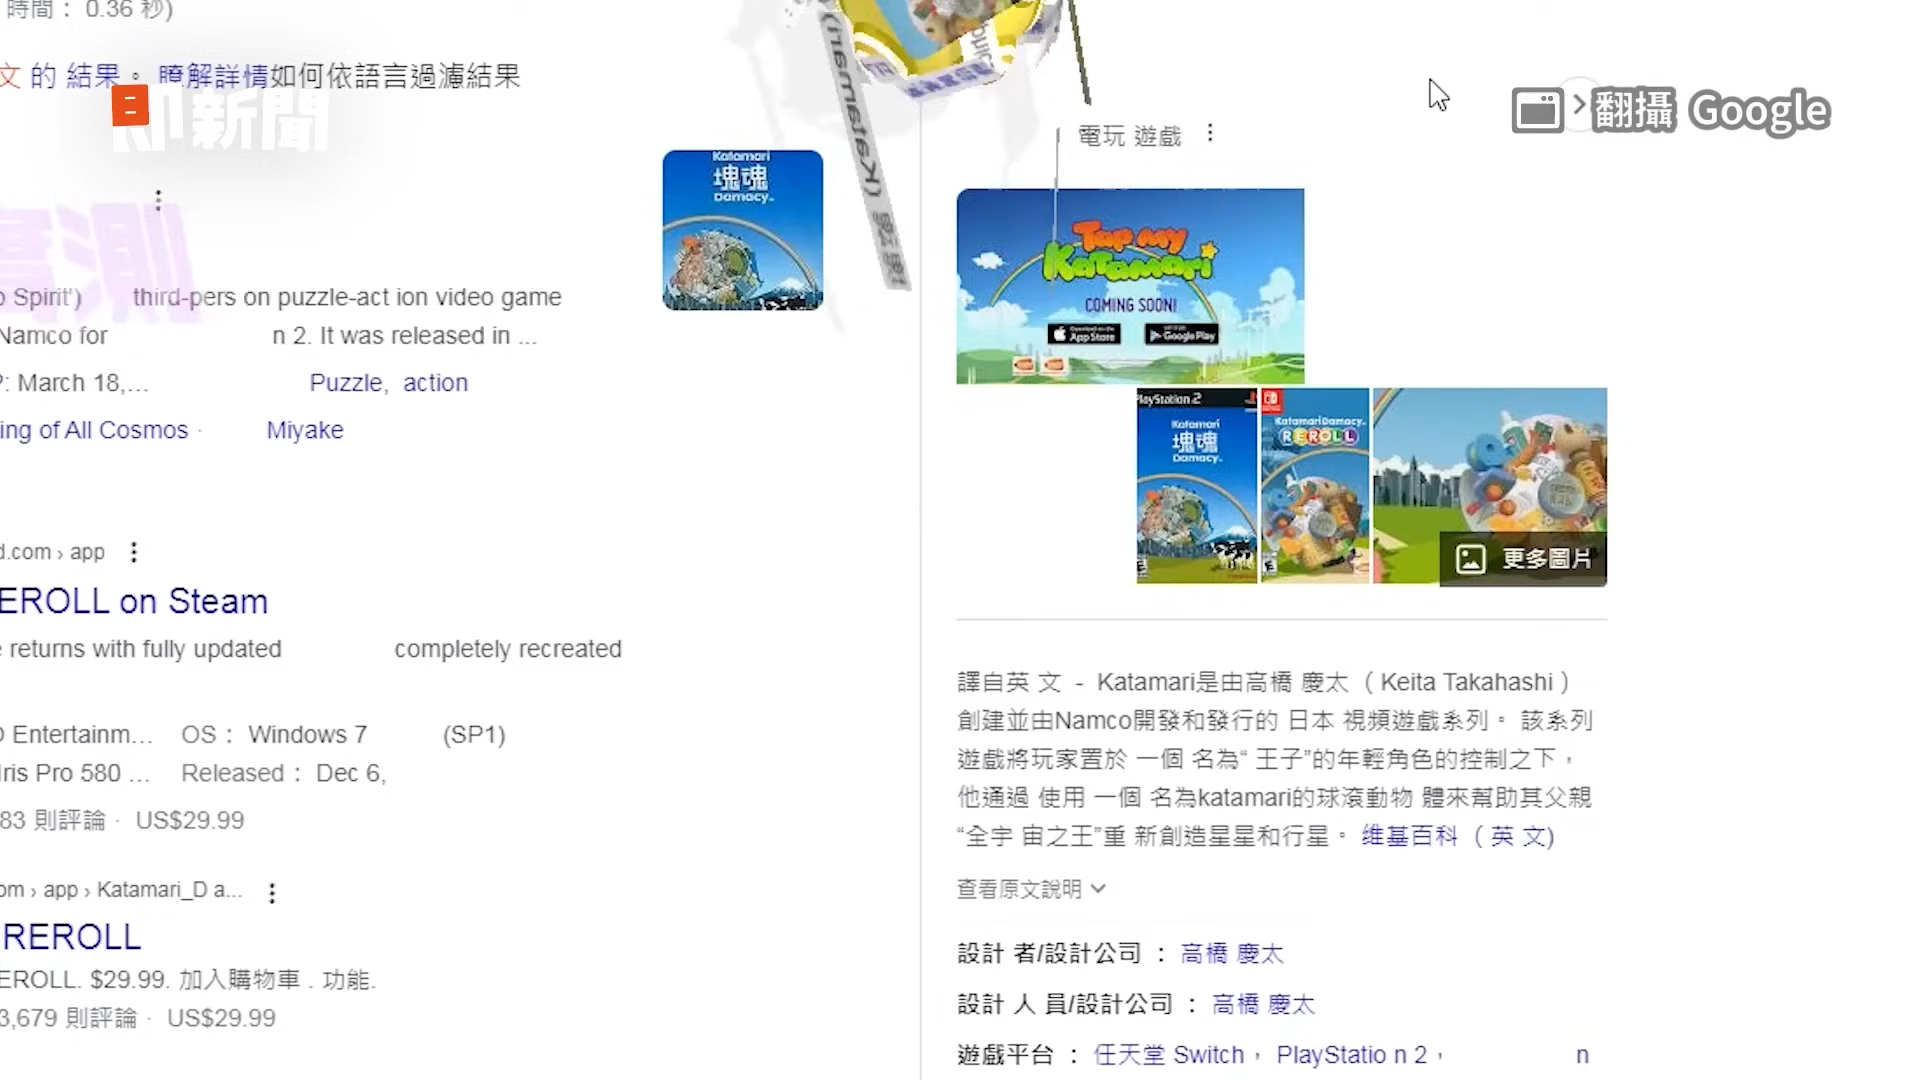 時間： 0.36 秒)
文 的 結果。 瞭解詳情如何依語言過濾結果
即新聞
翻攝 Google
實測
Spirit') third-pers on puzzle-act ion video game
Namco for n 2. It was released in ...
: March 18,... Puzzle, action
ing of All Cosmos · Miyake
Katamari
塊魂
Damacy
d.com › app
EROLL on Steam
returns with fully updated completely recreated
Entertainm... OS： Windows 7 (SP1)
Iris Pro 580 ... Released： Dec 6,
83 則評論 · US$29.99
om › app › Katamari_D a...
REROLL
EROLL. $29.99. 加入購物車 . 功能.
3,679 則評論 · US$29.99
電玩 遊戲
Tap my
Katamari
COMING SOON!
App Store
Google Play
PlayStation 2
Katamari
塊魂
Damacy
KatamariDamacy
REROLL
更多圖片
譯自英 文 - Katamari是由高橋 慶太 （Keita Takahashi）
創建並由Namco開發和發行的 日本 視頻遊戲系列。 該系列
遊戲將玩家置於 一個 名為“ 王子”的年輕角色的控制之下，
他通過 使用 一個 名為katamari的球滾動物 體來幫助其父親
“全宇 宙之王”重 新創造星星和行星。 维基百科 （ 英 文)
查看原文說明
設計 者/設計公司 ： 高橋 慶太
設計 人 員/設計公司 ： 高橋 慶太
遊戲平台 ： 任天堂 Switch， PlayStatio n 2， n